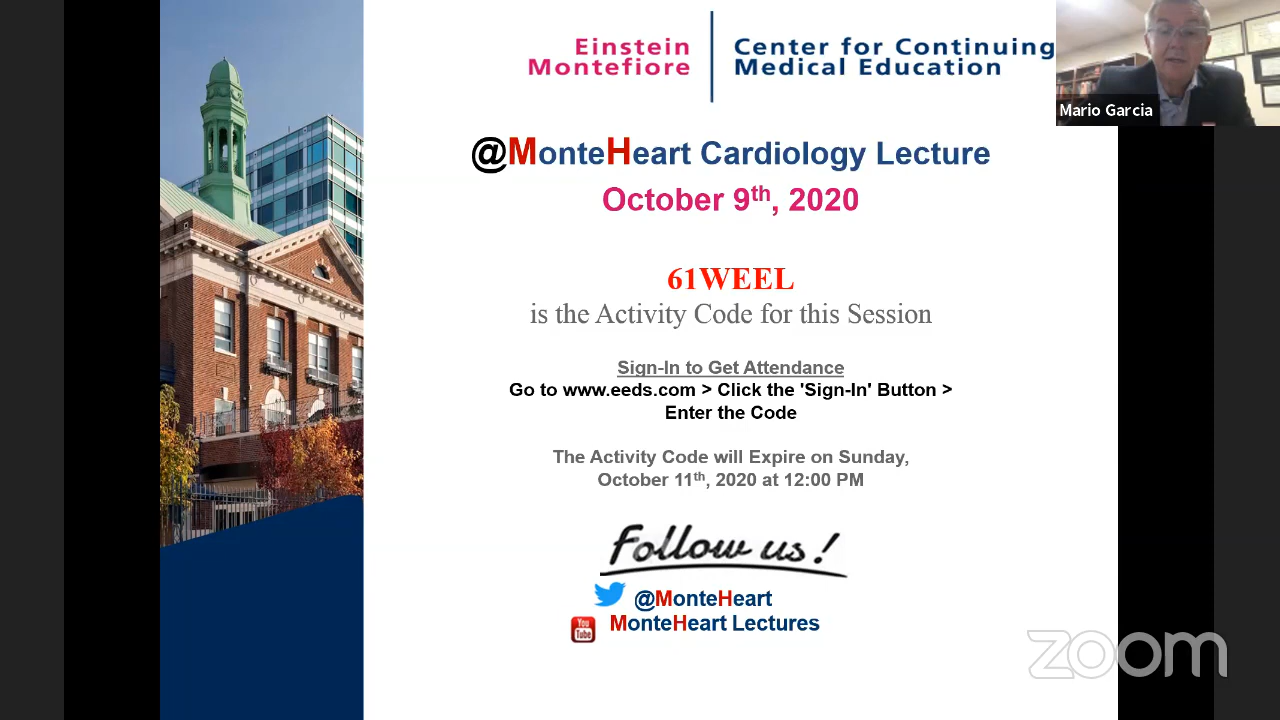 Einstein
Montefiore
Center for Continuing
Medical Education
Mario Garcia
@MonteHeart Cardiology Lecture
October 9th, 2020
61WEEL
is the Activity Code for this Session
Sign-In to Get Attendance
Go to www.eeds.com > Click the 'Sign-In' Button >
Enter the Code
The Activity Code will Expire on Sunday,
October 11th, 2020 at 12:00 PM
Follow us!
@MonteHeart
You
Tube
MonteHeart Lectures
zoom